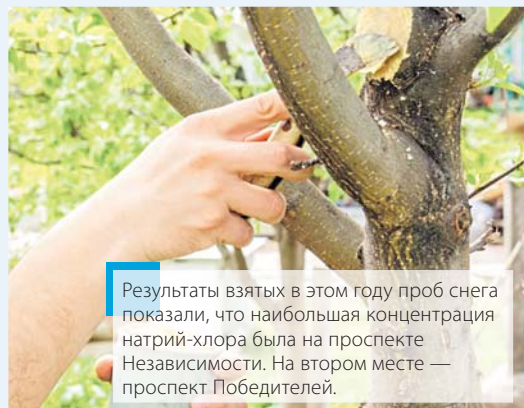 Результаты взятых в этом году проб снега
показали, что наибольшая концентрация
натрий-хлора была на проспекте
Независимости. На втором месте —
проспект Победителей.